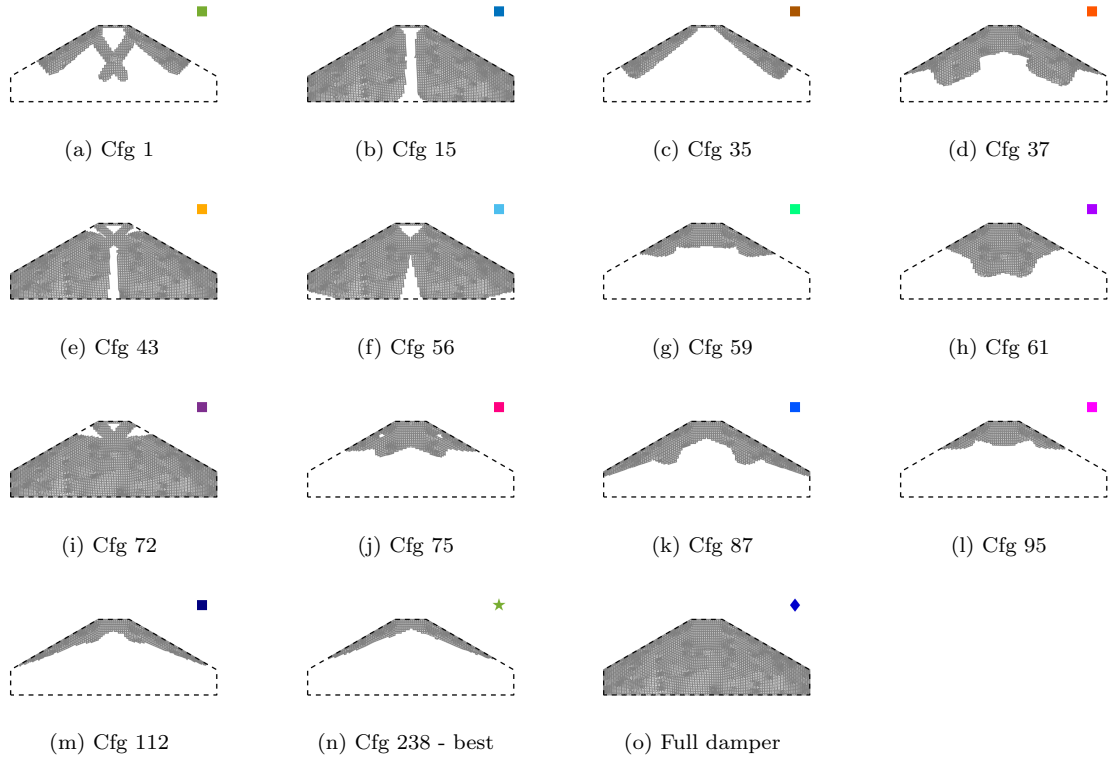 (a) Cfg 1 (b) Cfg 15 (c) Cfg 35 (d) Cfg 37
(e) Cfg 43 (f) Cfg 56 (g) Cfg 59 (h) Cfg 61
(i) Cfg 72 (j) Cfg 75 (k) Cfg 87 (l) Cfg 95
(m) Cfg 112 (n) Cfg 238 - best (o) Full damper